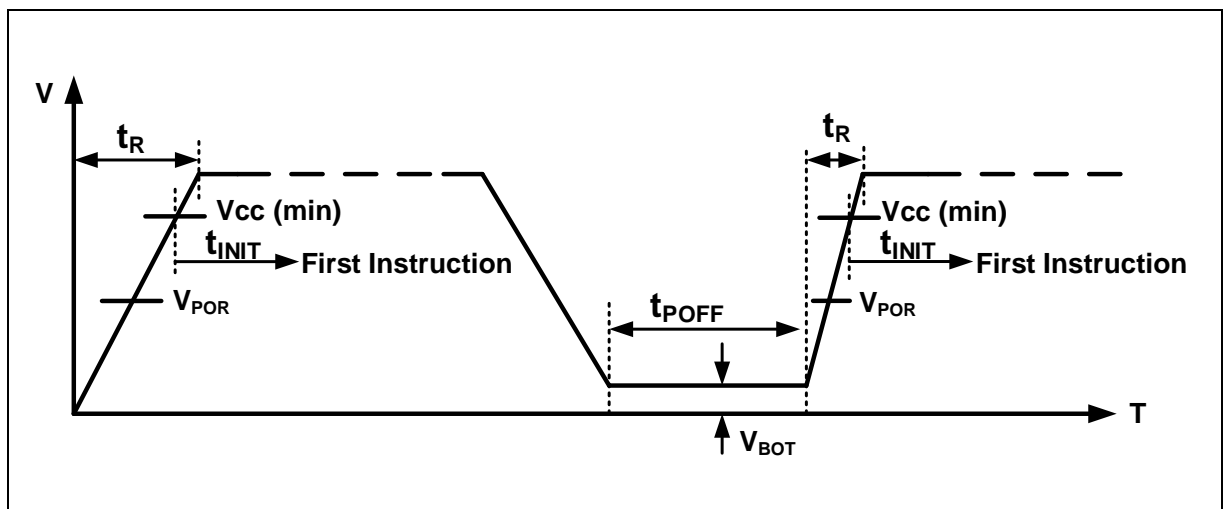 V
tR
tR
Vcc (min)
Vcc (min)
tINIT
First Instruction
tINIT
First Instruction
VPOR
VPOR
tPOFF
T
VBOT